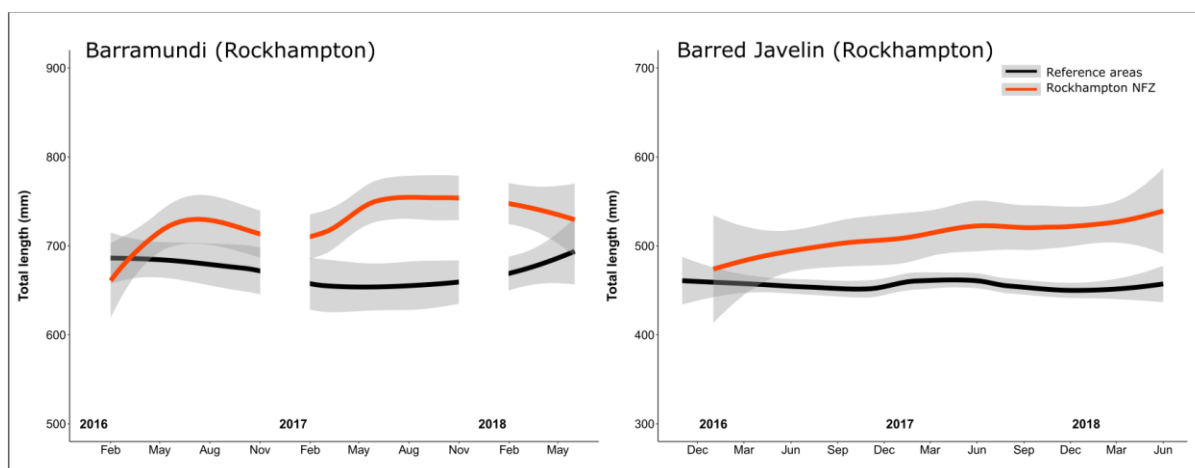 Barramundi (Rockhampton)
900
800
700
600
500
Total length (mm)
2016
2017
2018
Feb May Aug Nov Feb May Aug Nov Feb May
Barred Javelin (Rockhampton)
Reference areas
Rockhampton NFZ
700
600
500
400
300
Total length (mm)
2016
2017
2018
Dec Mar Jun Sep Dec Mar Jun Sep Dec Mar Jun